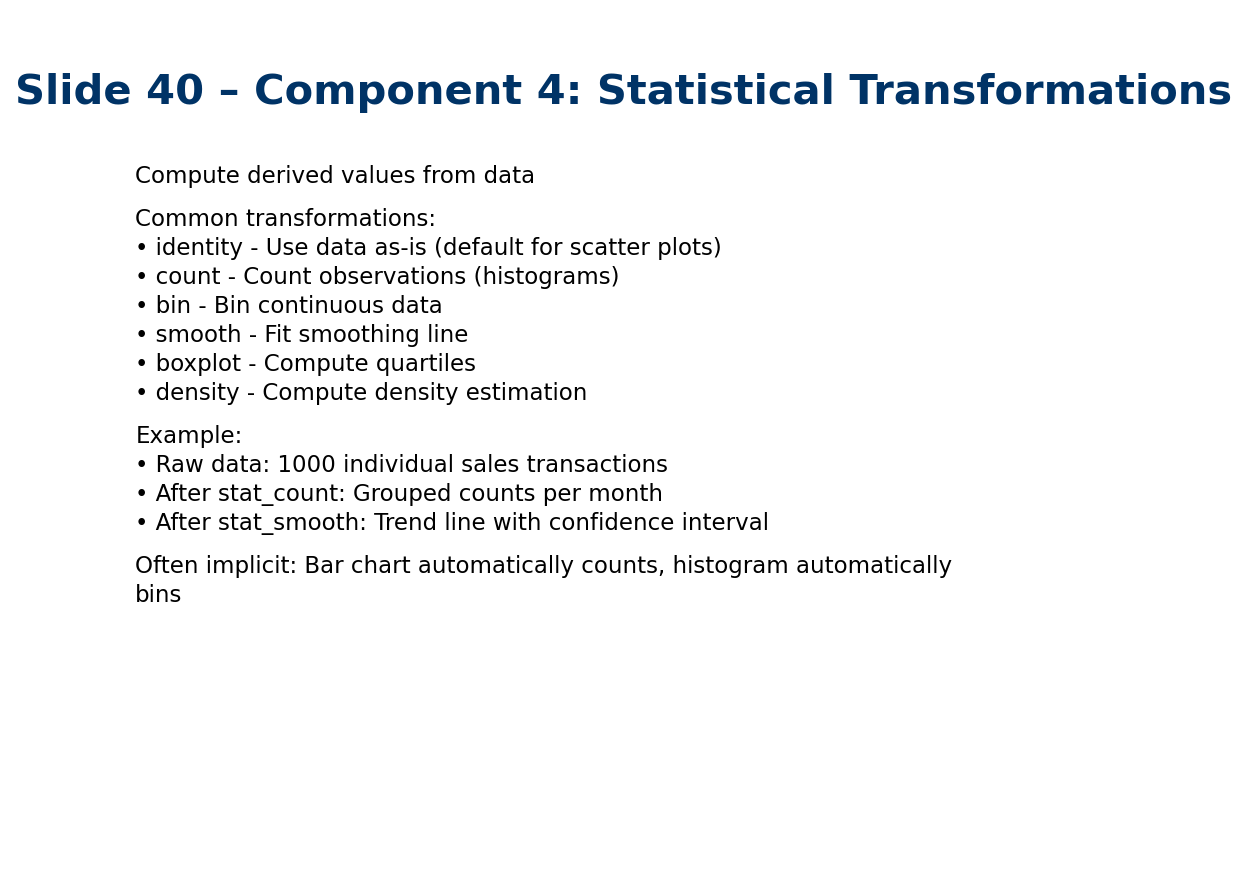 Slide 40 – Component 4: Statistical Transformations
Compute derived values from data
Common transformations:
• identity - Use data as-is (default for scatter plots)
• count - Count observations (histograms)
• bin - Bin continuous data
• smooth - Fit smoothing line
• boxplot - Compute quartiles
• density - Compute density estimation
Example:
• Raw data: 1000 individual sales transactions
• After stat_count: Grouped counts per month
• After stat_smooth: Trend line with confidence interval
Often implicit: Bar chart automatically counts, histogram automatically
bins